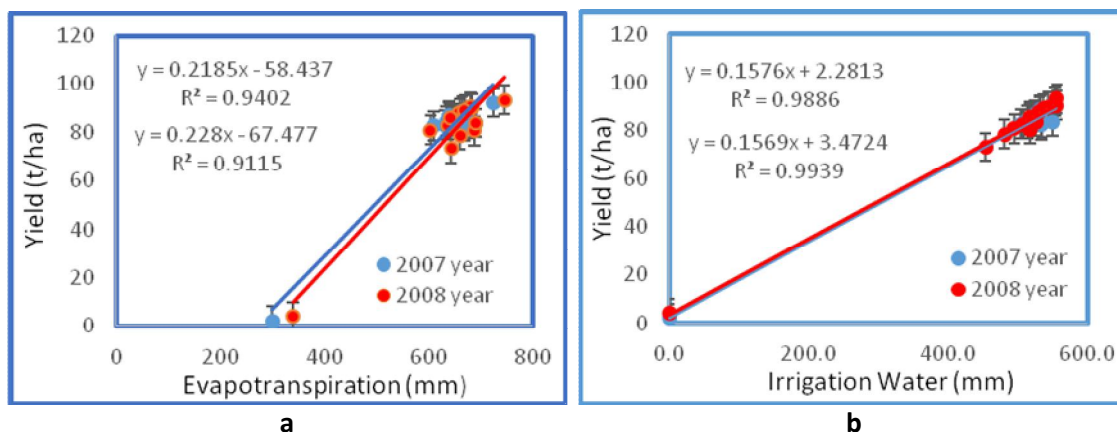 120
100
80
60
40
20
0
y = 0.2185x - 58.437
R² = 0.9402
y = 0.228x - 67.477
R² = 0.9115
2007 year
2008 year
0 200 400 600 800
Yield (t/ha)
Evapotranspiration (mm)
a
120
100
80
60
40
20
0
y = 0.1576x + 2.2813
R² = 0.9886
y = 0.1569x + 3.4724
R² = 0.9939
2007 year
2008 year
0.0 200.0 400.0 600.0
Yield (t/ha)
Irrigation Water (mm)
b